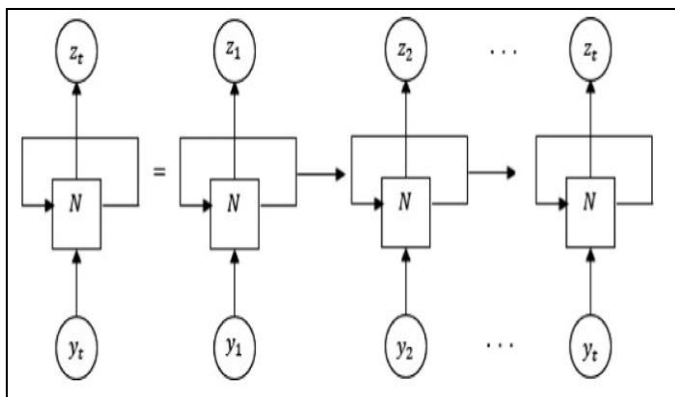 z_t z_1 z_2 ... z_t
N = N N N
y_t y_1 y_2 ... y_t